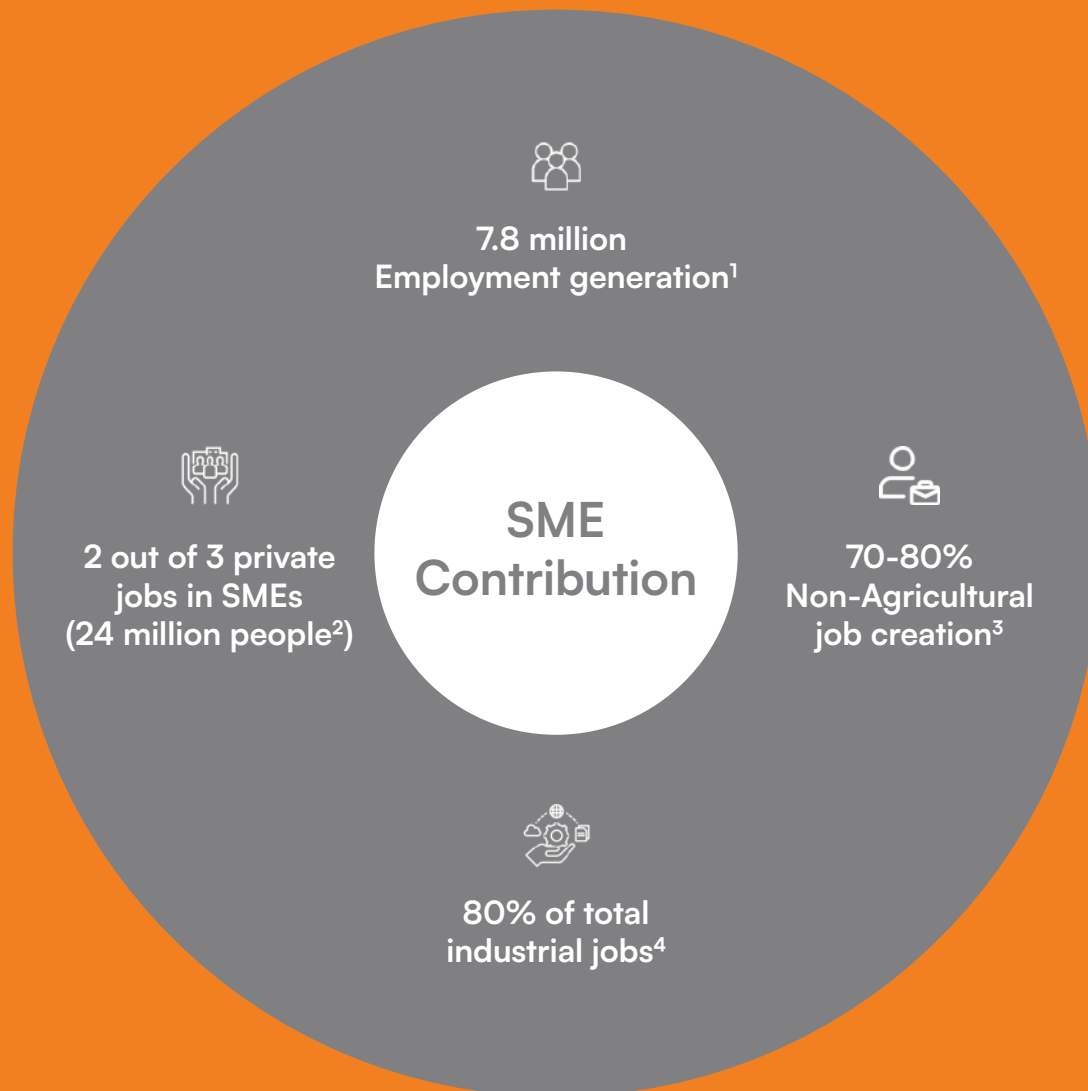 7.8 million
Employment generation¹
SME
Contribution
2 out of 3 private
jobs in SMEs
(24 million people²)
70-80%
Non-Agricultural
job creation³
80% of total
industrial jobs⁴